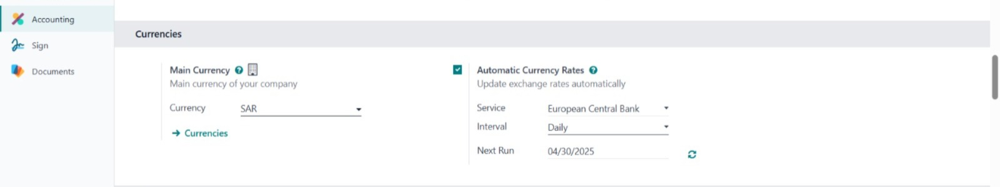 Accounting
Sign
Documents
Currencies
Main Currency ?
Main currency of your company
Currency SAR
→ Currencies
Automatic Currency Rates ?
Update exchange rates automatically
Service European Central Bank
Interval Daily
Next Run 04/30/2025